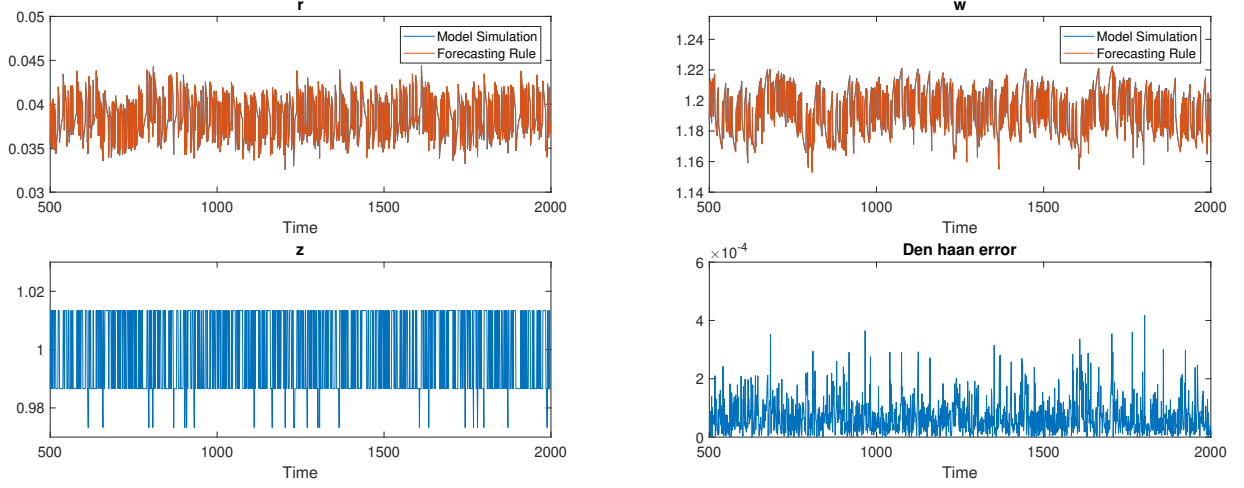 r
0.05
0.045
0.04
0.035
0.03
Model Simulation
Forecasting Rule
500
1000
1500
2000
Time
w
1.24
1.22
1.2
1.18
1.16
1.14
Model Simulation
Forecasting Rule
500
1000
1500
2000
Time
z
1.02
1
0.98
500
1000
1500
2000
Time
Den haan error
×10-4
6
4
2
0
500
1000
1500
2000
Time